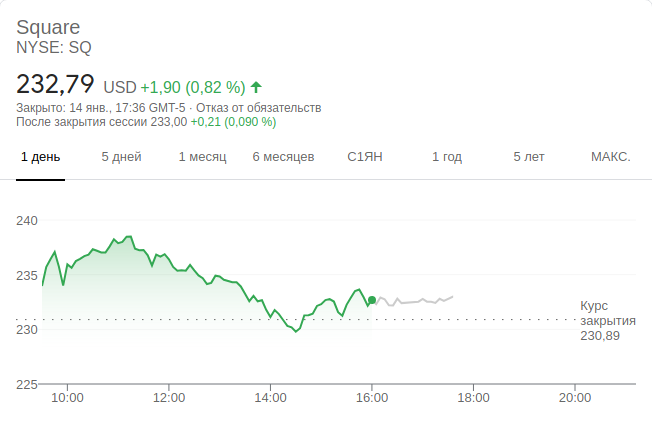 Square
NYSE: SQ
232,79 USD +1,90 (0,82 %)
Закрыто: 14 янв., 17:36 GMT-5 · Отказ от обязательств
После закрытия сессии 233,00 +0,21 (0,090 %)
1 день 5 дней 1 месяц 6 месяцев С1ЯН 1 год 5 лет МАКС.
240
235
230
225
Курс
закрытия
230,89
10:00 12:00 14:00 16:00 18:00 20:00